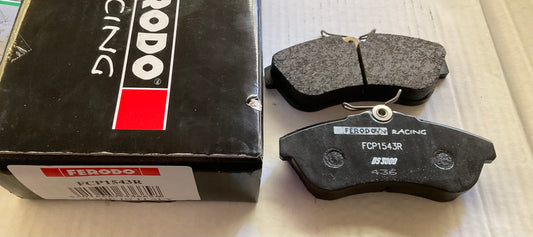 FERODO
RACING
FERODO
FCP1543R
FERODO RACING
FCP1543R
DS3000
436